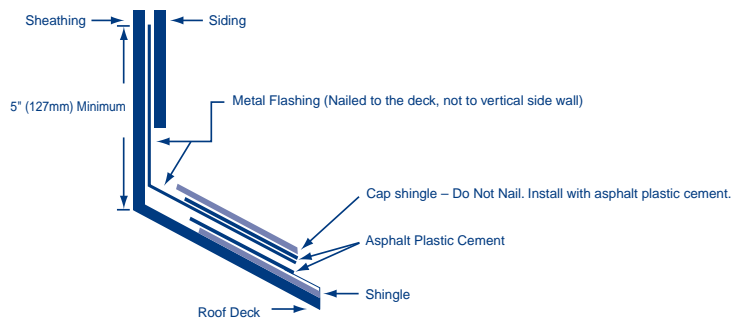 Sheathing
Siding
5" (127mm) Minimum
Metal Flashing (Nailed to the deck, not to vertical side wall)
Cap shingle – Do Not Nail. Install with asphalt plastic cement.
Asphalt Plastic Cement
Shingle
Roof Deck